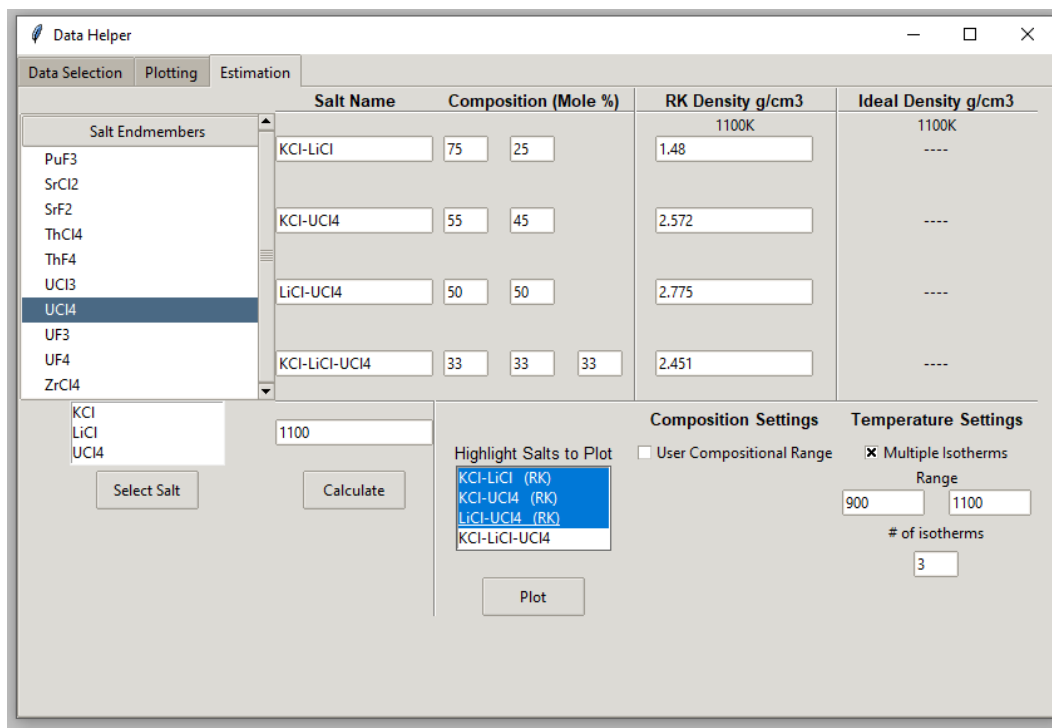 Data Helper
Data Selection Plotting Estimation
Salt Name Composition (Mole %) RK Density g/cm3 Ideal Density g/cm3
Salt Endmembers 1100K 1100K
PuF3
SrCl2
SrF2
ThCl4
ThF4
UCl3
UCl4
UF3
UF4
ZrCl4
KCl-LiCl 75 25 1.48 ----
KCl-UCl4 55 45 2.572 ----
LiCl-UCl4 50 50 2.775 ----
KCl-LiCl-UCl4 33 33 33 2.451 ----
KCl
LiCl
UCl4
Select Salt
1100
Calculate
Highlight Salts to Plot
KCl-LiCl (RK)
KCl-UCl4 (RK)
LiCl-UCl4 (RK)
KCl-LiCl-UCl4
Plot
Composition Settings
User Compositional Range
Temperature Settings
Multiple Isotherms
Range
900 1100
# of isotherms
3